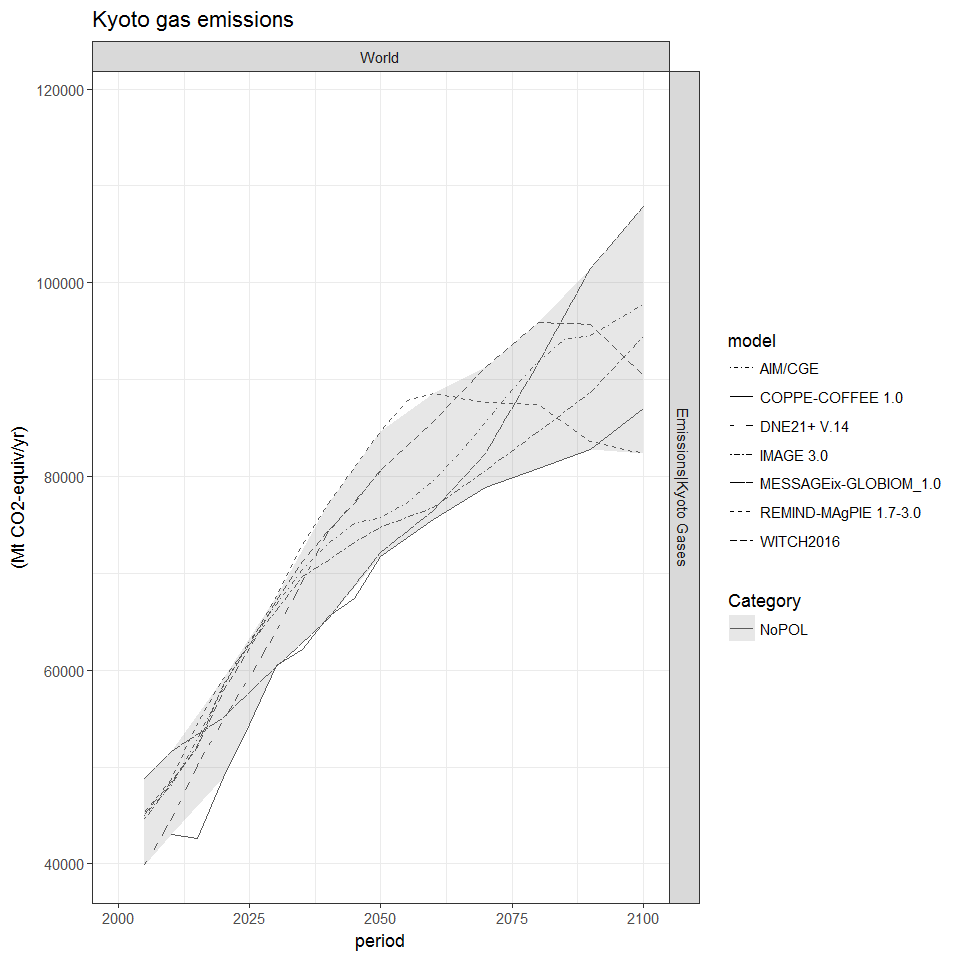 Kyoto gas emissions
World
120000
100000
80000
60000
40000
(Mt CO2-equiv/yr)
2000
2025
2050
2075
2100
period
Emissions|Kyoto Gases
model
AIM/CGE
COPPE-COFFEE 1.0
DNE21+ V.14
IMAGE 3.0
MESSAGEix-GLOBIOM_1.0
REMIND-MAgPIE 1.7-3.0
WITCH2016
Category
NoPOL